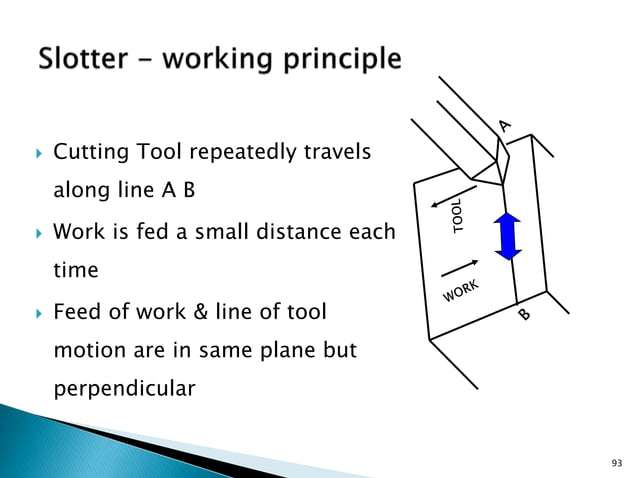 Slotter – working principle
Cutting Tool repeatedly travels
along line A B
Work is fed a small distance each
time
Feed of work & line of tool
motion are in same plane but
perpendicular
A
TOOL
WORK
B
93